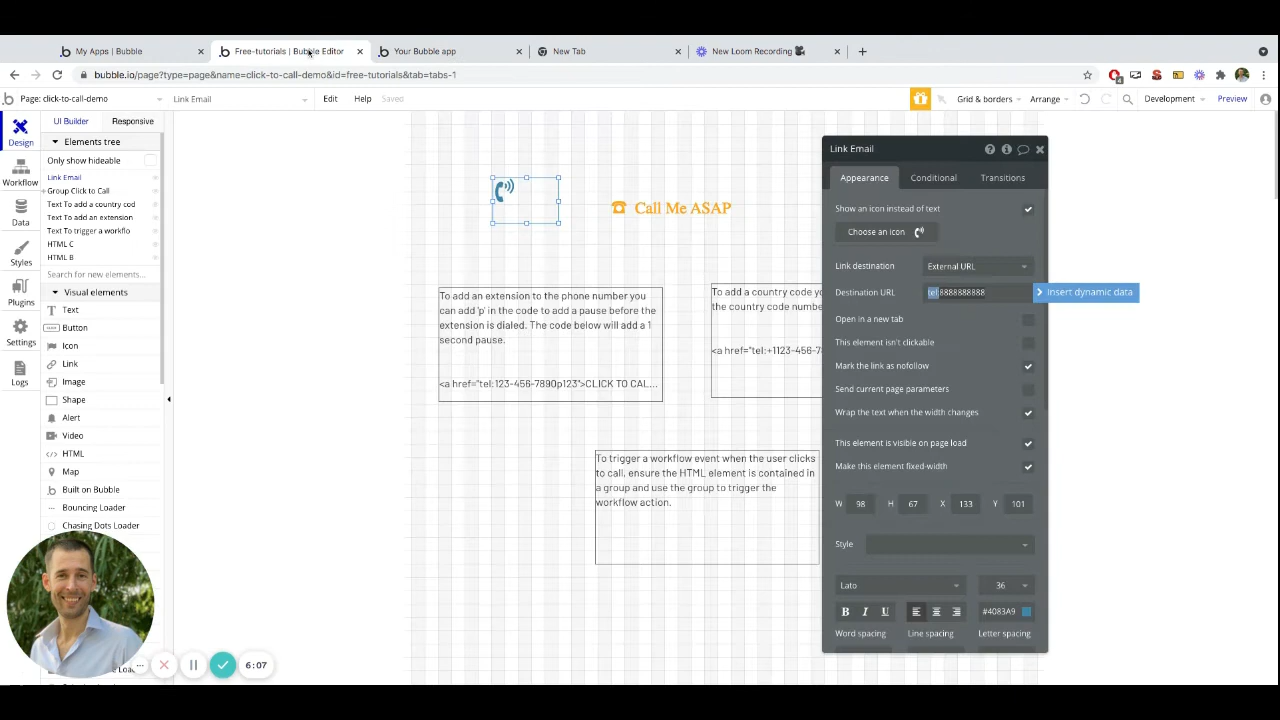 My Apps | Bubble
Free-tutorials | Bubble Editor
Your Bubble app
New Tab
New Loom Recording
bubble.io/page?type=page&name=click-to-call-demo&id=free-tutorials&tab=tabs-1
Page: click-to-call-demo
Link Email
Edit
Help
Saved
Grid & borders
Arrange
Development
Preview
Design
Workflow
Data
Styles
Plugins
Settings
Logs
UI Builder
Responsive
Elements tree
Only show hideable
Link Email
Group Click to Call
Text To add a country cod
Text To add an extension
Text To trigger a workflo
HTML C
HTML B
Search for new elements...
Visual elements
Text
Button
Icon
Link
Image
Shape
Alert
Video
HTML
Map
Built on Bubble
Bouncing Loader
Chasing Dots Loader
6:07
Call Me ASAP
To add an extension to the phone number you
can add 'p' in the code to add a pause before the
extension is dialed. The code below will add a 1
second pause.
<a href="tel:123-456-7890p123">CLICK TO CAL...
To add a country code yo
the country code number
<a href="tel:+1123-456-78
To trigger a workflow event when the user clicks
to call, ensure the HTML element is contained in
a group and use the group to trigger the
workflow action.
Link Email
Appearance
Conditional
Transitions
Show an icon instead of text
Choose an icon
Link destination
External URL
Destination URL
tel:8888888888
Insert dynamic data
Open in a new tab
This element isn't clickable
Mark the link as nofollow
Send current page parameters
Wrap the text when the width changes
This element is visible on page load
Make this element fixed-width
W 98 H 67 X 133 Y 101
Style
Lato
36
B I U
#4083A9
Word spacing
Line spacing
Letter spacing